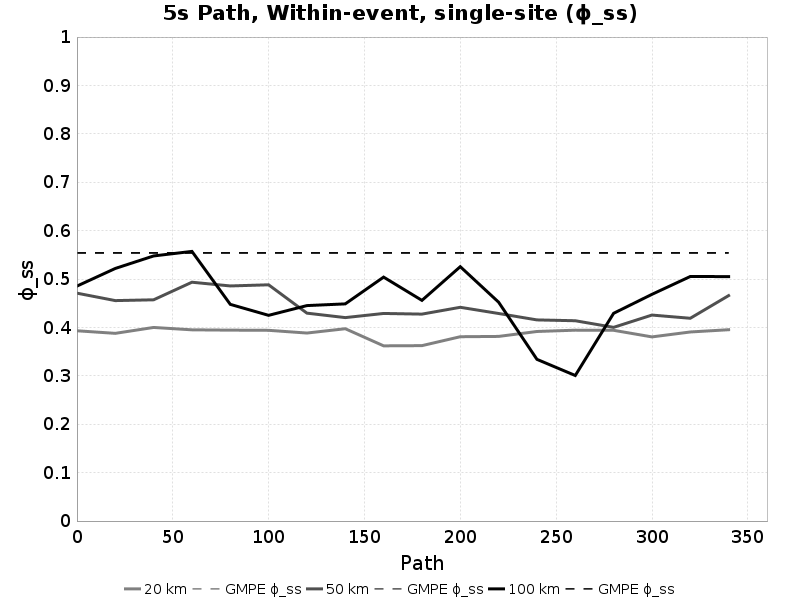 5s Path, Within-event, single-site (ϕ_ss)
1
0.9
0.8
0.7
0.6
0.5
0.4
0.3
0.2
0.1
0
ϕ_ss
0 50 100 150 200 250 300 350
Path
20 km GMPE ϕ_ss 50 km GMPE ϕ_ss 100 km GMPE ϕ_ss